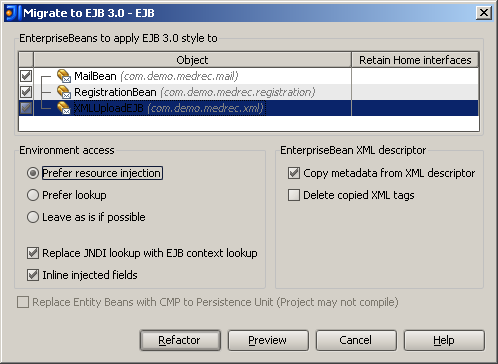 Migrate to EJB 3.0 - EJB
EnterpriseBeans to apply EJB 3.0 style to
Object Retain Home interfaces
MailBean (com.demo.medrec.mail)
RegistrationBean (com.demo.medrec.registration)
XMLUploadEJB (com.demo.medrec.xml)
Environment access
Prefer resource injection
Prefer lookup
Leave as is if possible
Replace JNDI lookup with EJB context lookup
Inline injected fields
EnterpriseBean XML descriptor
Copy metadata from XML descriptor
Delete copied XML tags
Replace Entity Beans with CMP to Persistence Unit (Project may not compile)
Refactor Preview Cancel Help